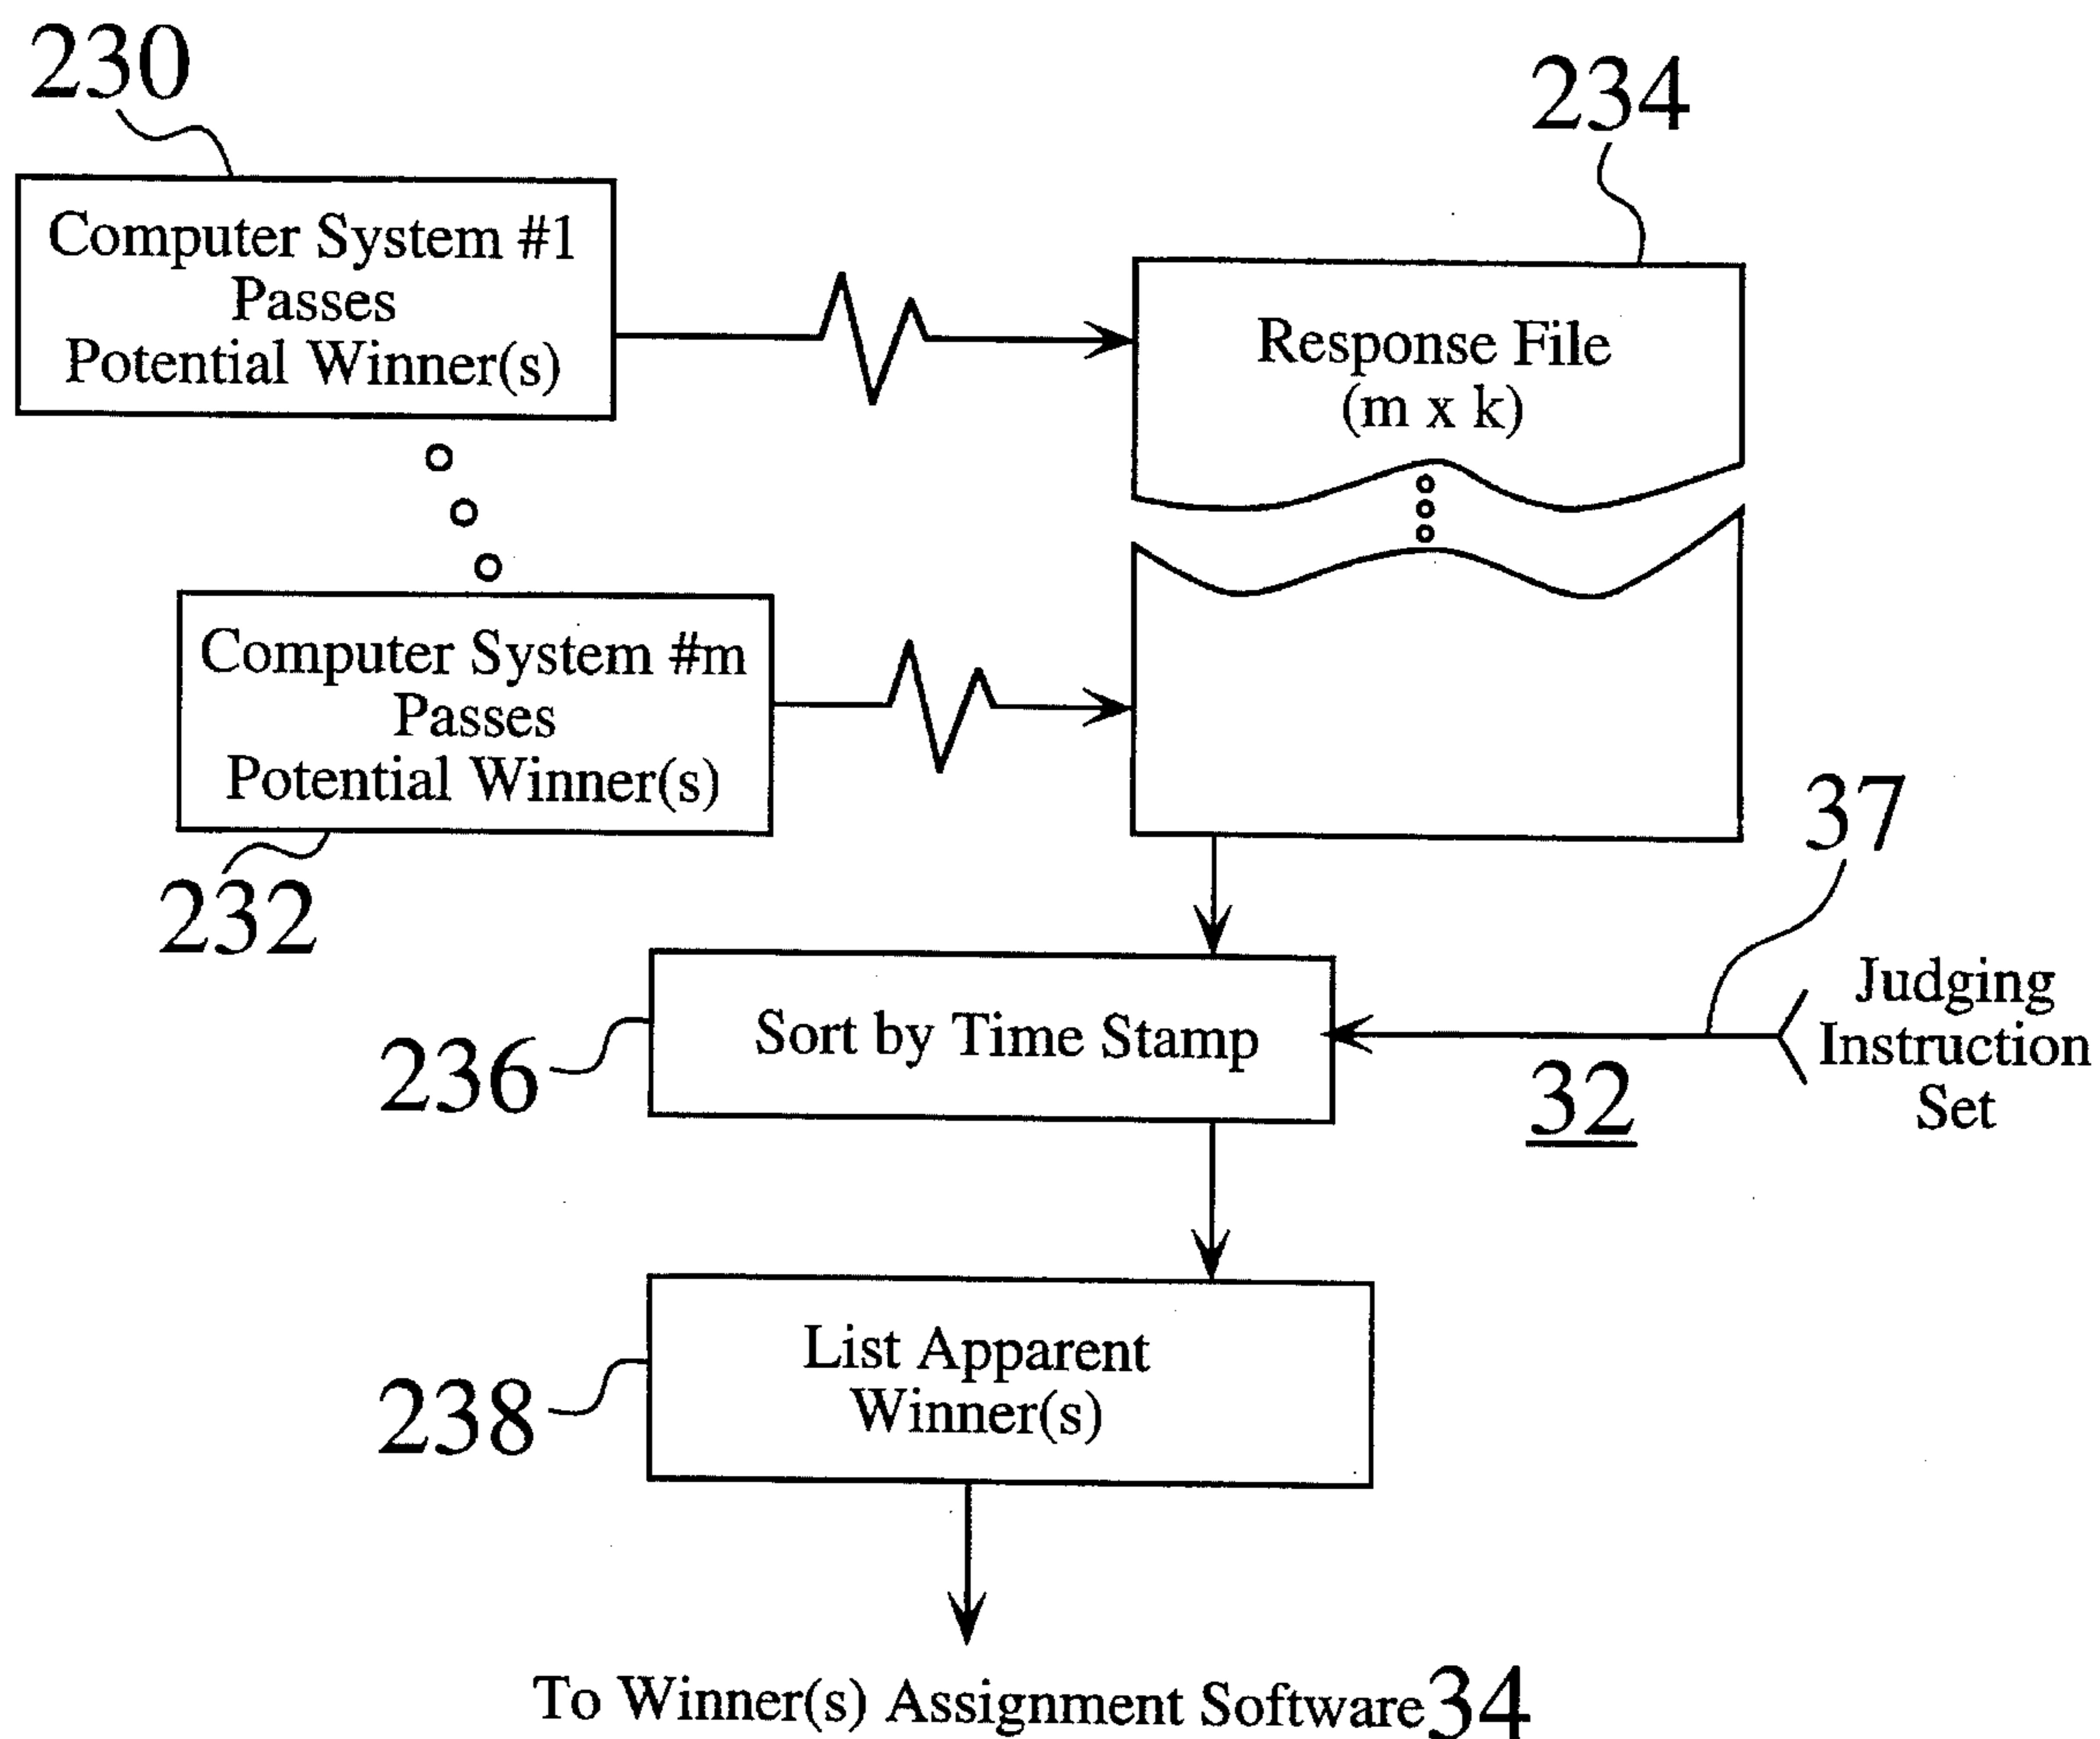 230
234
Computer System #1
Passes
Potential Winner(s)
Response File
(m x k)
Computer System #m
Passes
Potential Winner(s)
232
37
Judging
Instruction
Set
Sort by Time Stamp
236
32
List Apparent
Winner(s)
238
To Winner(s) Assignment Software 34